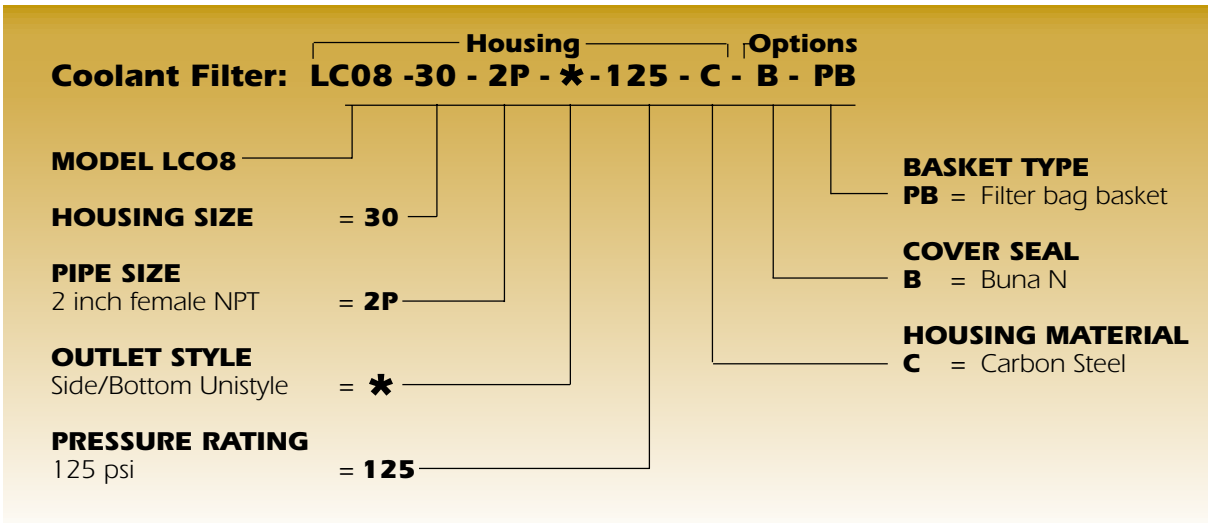 Housing Options
Coolant Filter: LC08 -30 - 2P - * -125 - C - B - PB
MODEL LCO8
HOUSING SIZE = 30
PIPE SIZE
2 inch female NPT = 2P
OUTLET STYLE
Side/Bottom Unistyle = *
PRESSURE RATING
125 psi = 125
BASKET TYPE
PB = Filter bag basket
COVER SEAL
B = Buna N
HOUSING MATERIAL
C = Carbon Steel